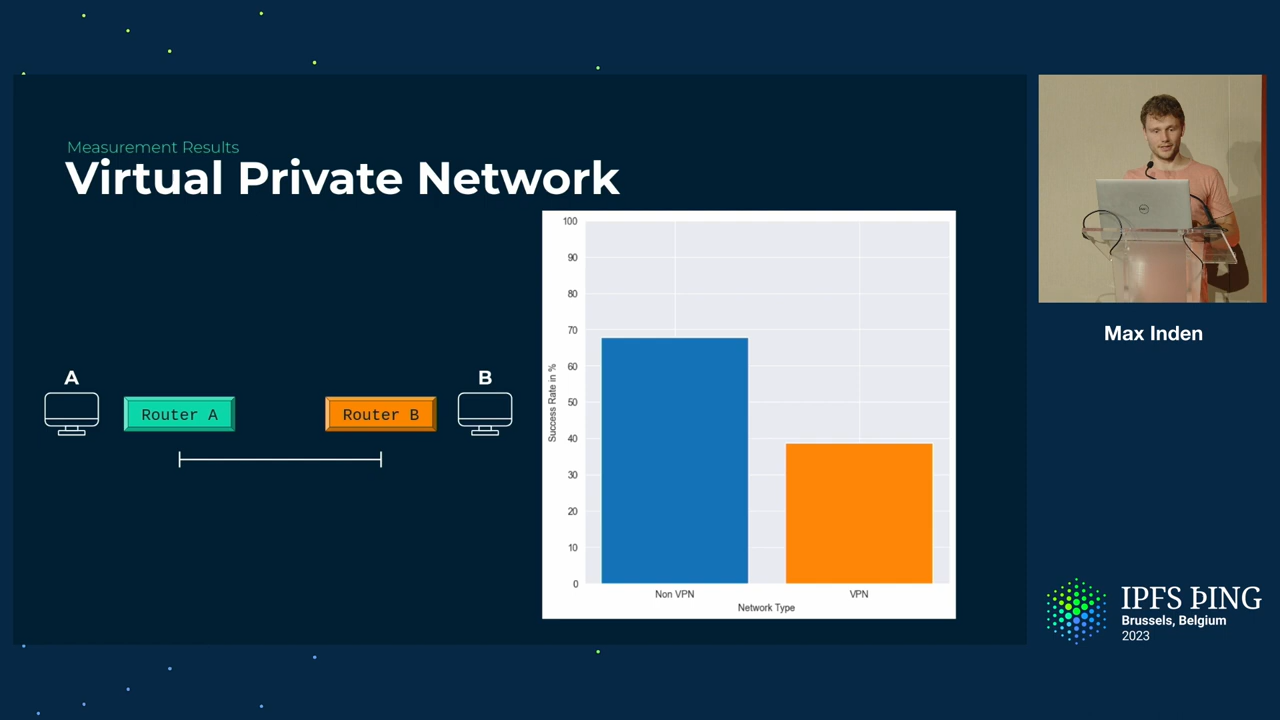 Measurement Results
Virtual Private Network
A
B
Router A
Router B
100
90
80
70
60
50
40
30
20
10
0
Success Rate in %
Non VPN
VPN
Network Type
Max Inden
IPFS ÞING
Brussels, Belgium
2023